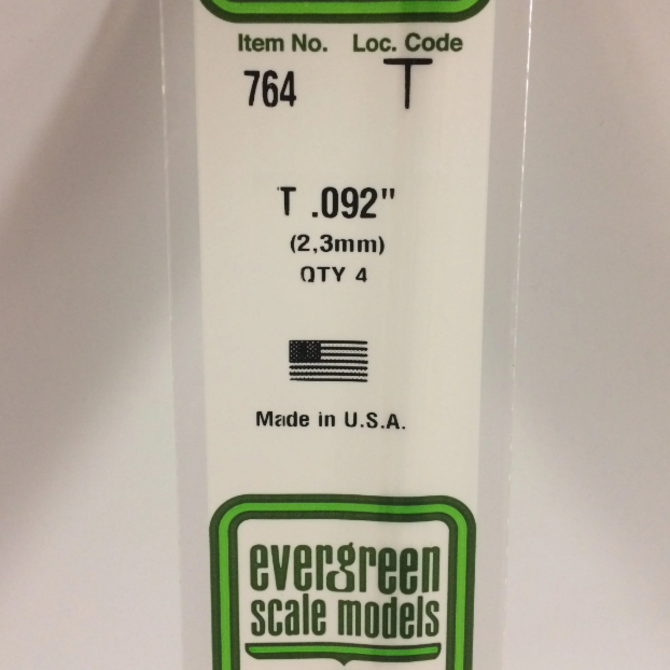 Item No. Loc. Code
764 T
T .092"
(2,3mm)
QTY 4
Made in U.S.A.
evergreen
scale models